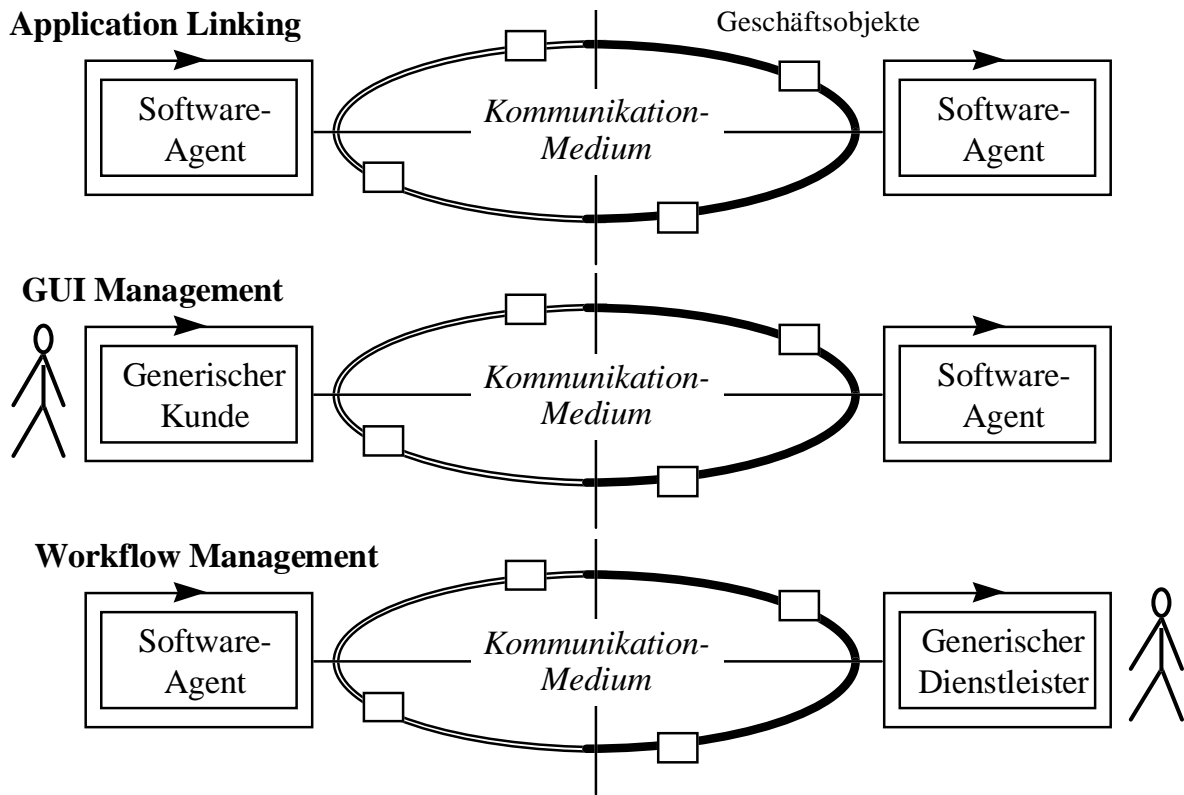 Application Linking
Geschäftsobjekte
Software-
Agent
Kommunikation-
Medium
Software-
Agent
GUI Management
Generischer
Kunde
Kommunikation-
Medium
Software-
Agent
Workflow Management
Software-
Agent
Kommunikation-
Medium
Generischer
Dienstleister